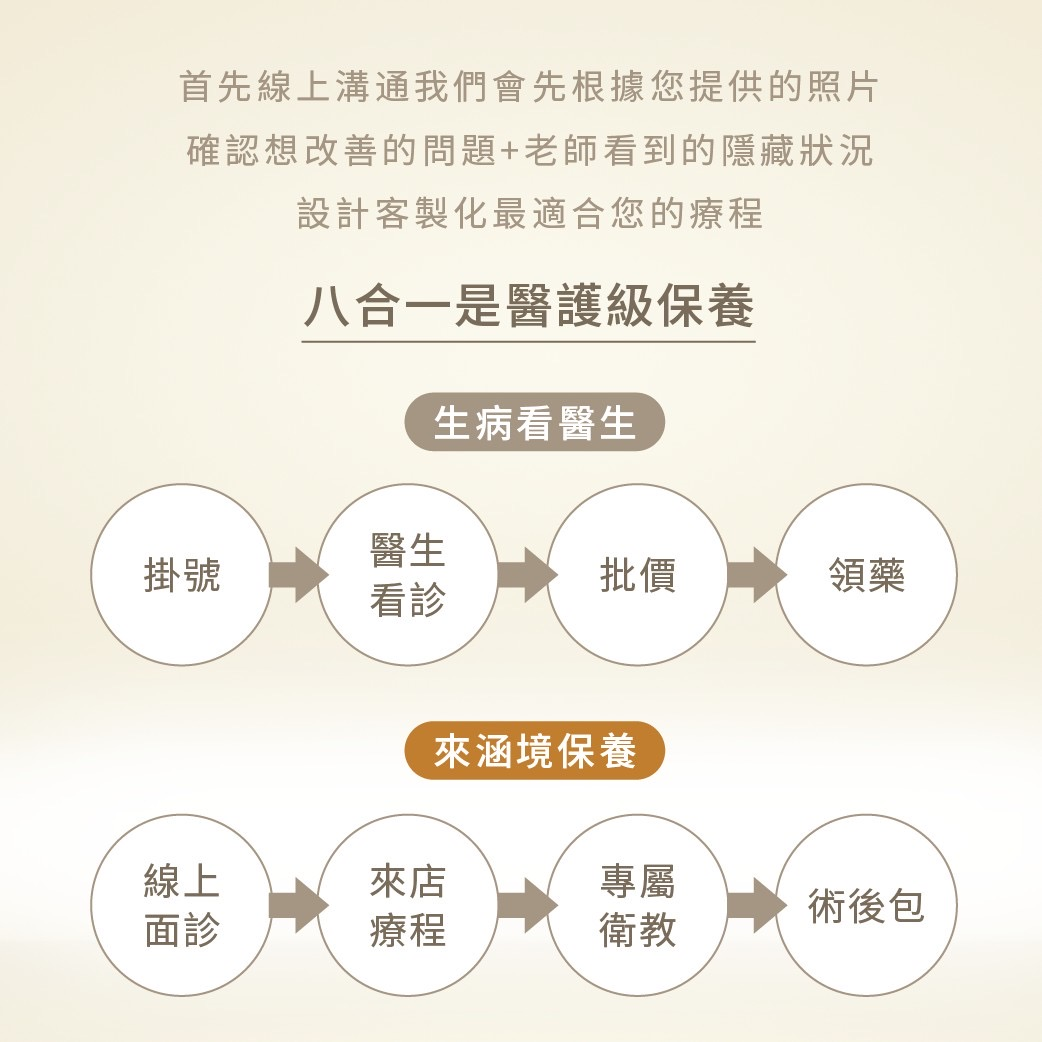 首先線上溝通我們會先根據您提供的照片
確認想改善的問題+老師看到的隱藏狀況
設計客製化最適合您的療程
八合一是醫護級保養
生病看醫生
掛號
醫生
看診
批價
領藥
來涵境保養
線上
面診
來店
療程
專屬
衛教
術後包